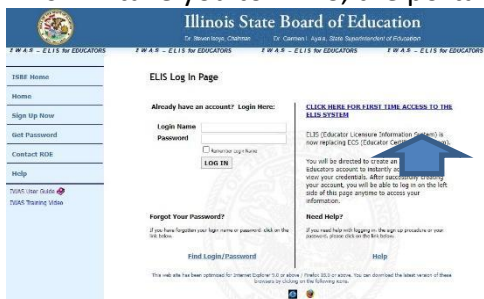 Illinois State Board of Education
Dr. Carmen I. Ayala, State Superintendent of Education
IWAS - ELIS for EDUCATORS IWAS - ELIS for EDUCATORS IWAS - ELIS for EDUCATORS IWAS - ELIS for EDUCATORS
ISBE Home
Home
Sign Up Now
Get Password
Contact ROE
Help
IWAS User Guide
IWAS Training Video
ELIS Log In Page
Already have an account? Login Here:
Login Name
Password
Remember Login Name
LOG IN
Forgot Your Password?
If you have forgotten your login name or password click on the link below.
Find Login/Password
CLICK HERE FOR FIRST TIME ACCESS TO THE
ELIS SYSTEM
ELIS (Educator Licensure Information System) is
now replacing ECS (Educator
You will be directed to create an
Educators account to instantly
view your credentials. After successfully creating
your account, you will be able to log in on the left
side of this page anytime to access your
information.
Need Help?
If you need help with logging in, the sign up procedure or your
password, please click on the link below.
Help
This web site has been optimized for Internet Explorer 5.0 or above / Firefox 38.0 or above. You can download the latest version of these
browsers by clicking on the following icons.